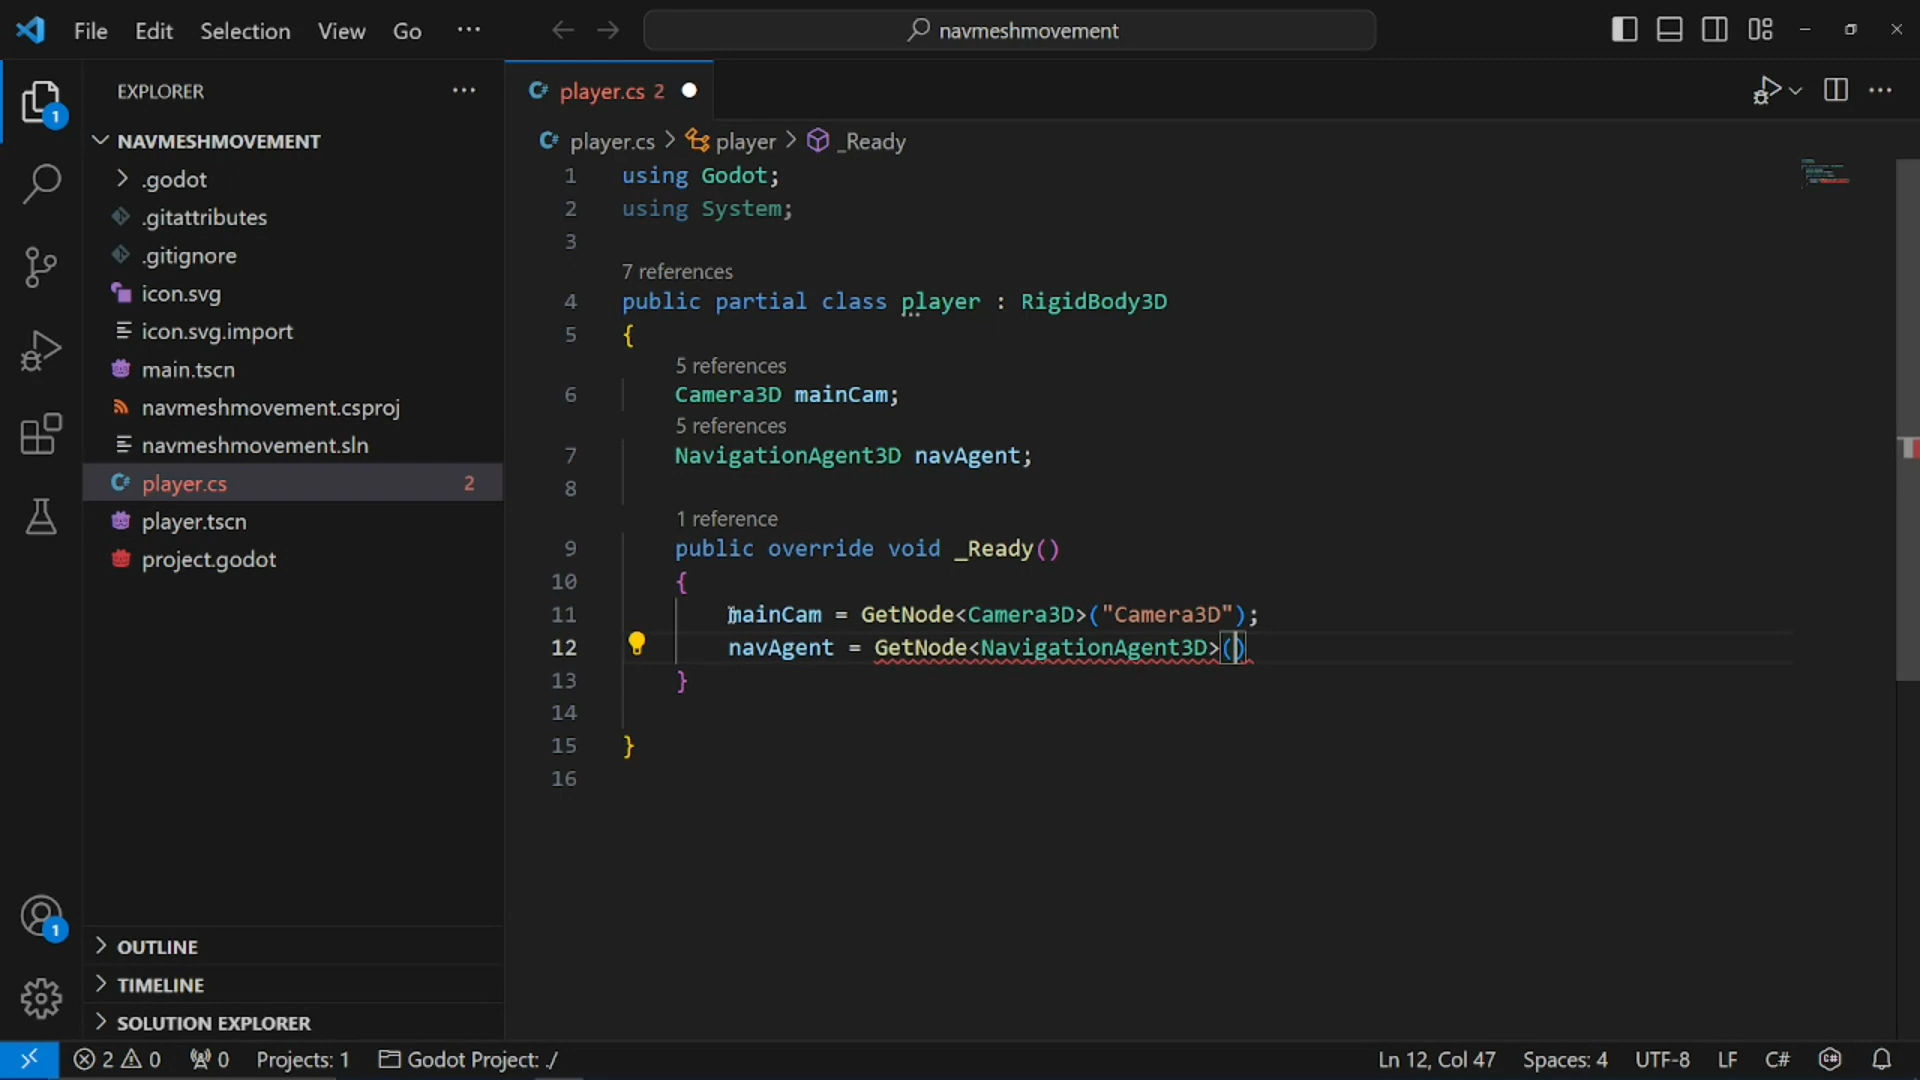 File Edit Selection View Go ···
navmeshmovement
EXPLORER ···
1
NAVMESHMOVEMENT
.godot
.gitattributes
.gitignore
icon.svg
icon.svg.import
main.tscn
navmeshmovement.csproj
navmeshmovement.sln
player.cs 2
player.tscn
project.godot
OUTLINE
TIMELINE
SOLUTION EXPLORER
1
C# player.cs 2
C# player.cs > player > _Ready
1 using Godot;
2 using System;
3
7 references
4 public partial class player : RigidBody3D
5 {
5 references
6 Camera3D mainCam;
5 references
7 NavigationAgent3D navAgent;
8
1 reference
9 public override void _Ready()
10 {
11 mainCam = GetNode<Camera3D>("Camera3D");
12 navAgent = GetNode<NavigationAgent3D>()
13 }
14
15 }
16
2 0 0 Projects: 1 Godot Project: ./ Ln 12, Col 47 Spaces: 4 UTF-8 LF C#